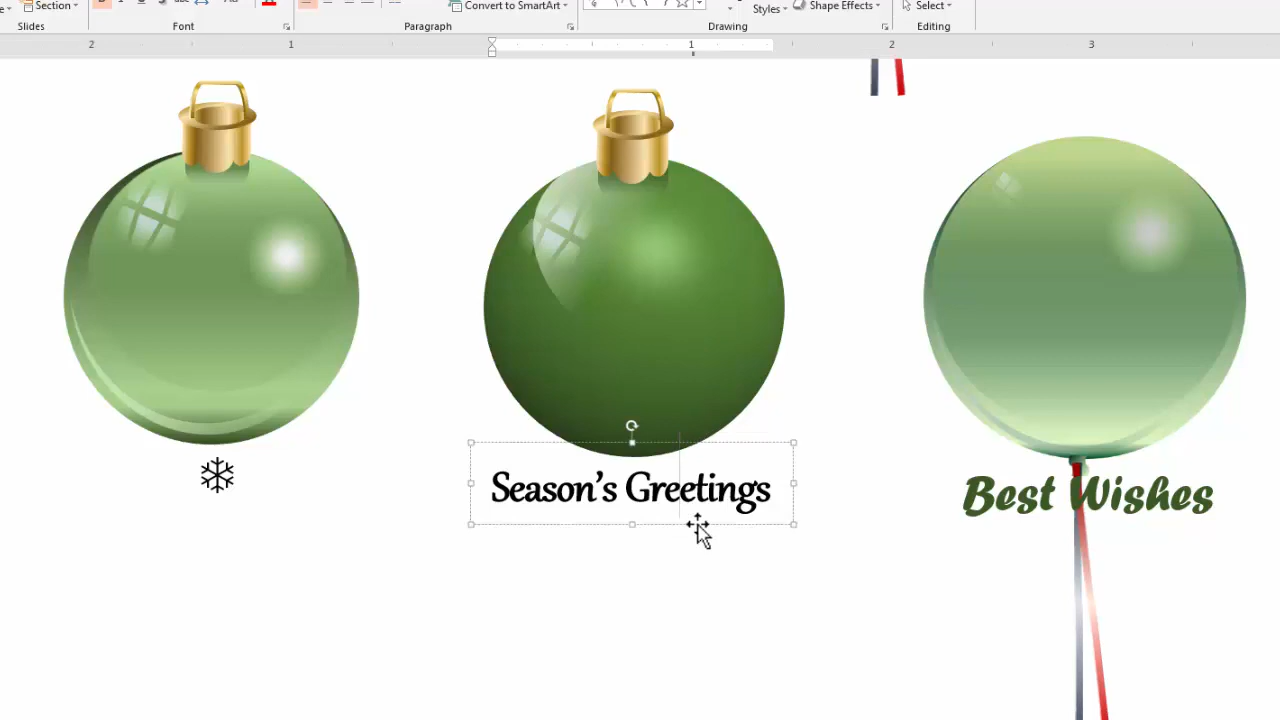 Section
Convert to SmartArt
Styles
Shape Effects
Select
Slides
Font
Paragraph
Drawing
Editing
2 1 1 2 3
Season's Greetings
Best Wishes